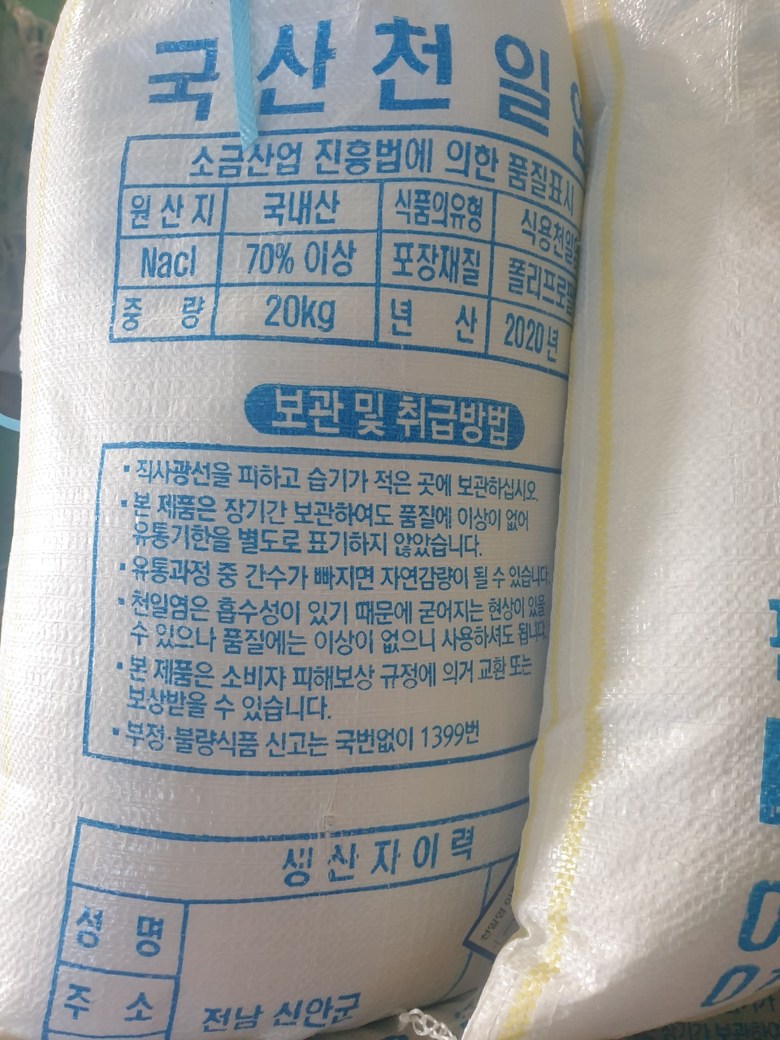 국산천일
소금산업 진흥법에 의한 품질표시
원산지 국내산 식품의유형 식용천일
Nacl 70% 이상 포장재질 폴리프로
중 량 20kg 년 산 2020년
보관 및 취급방법
▪직사광선을 피하고 습기가 적은 곳에 보관하십시오.
▪본 제품은 장기간 보관하여도 품질에 이상이 없어
유통기한을 별도로 표기하지 않았습니다.
▪유통과정 중 간수가 빠지면 자연감량이 될 수 있습니다.
▪천일염은 흡수성이 있기 때문에 굳어지는 현상이 있을
수 있으나 품질에는 이상이 없으니 사용하셔도 됩니다.
▪본 제품은 소비자 피해보상 규정에 의거 교환 또는
보상받을 수 있습니다.
▪부정·불량식품 신고는 국번없이 1399번
생산자이력
성 명
주 소 전남 신안군